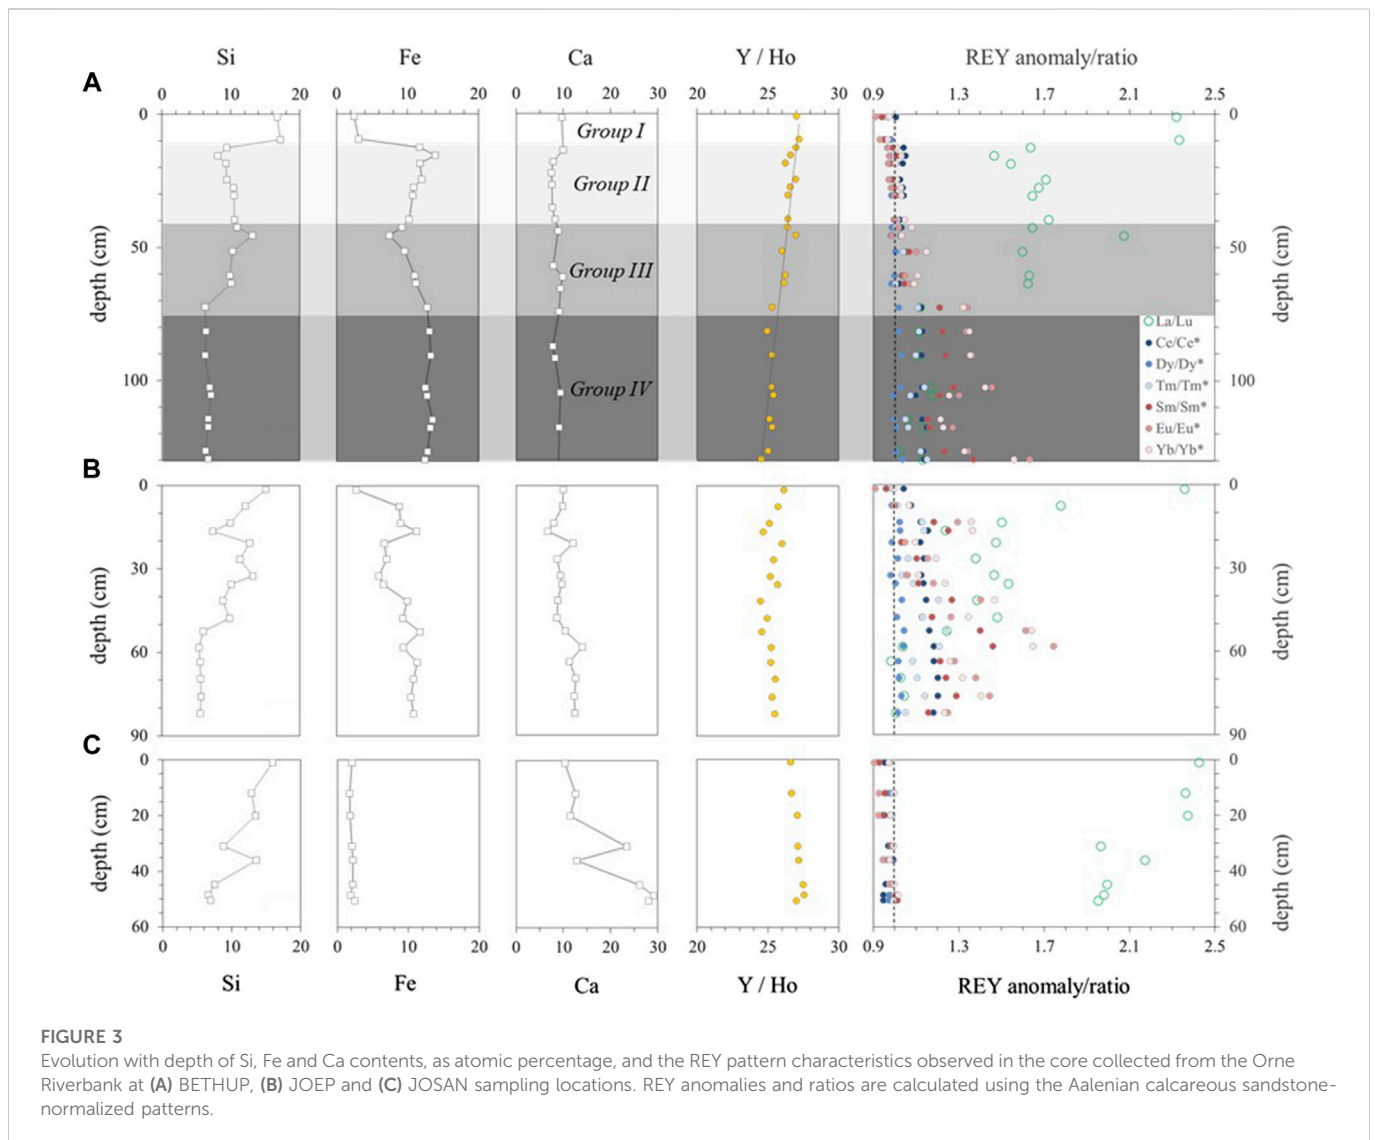 Si Fe Ca Y / Ho REY anomaly/ratio
A
0 10 20 0 10 20 0 10 20 30 20 25 30 0.9 1.3 1.7 2.1 2.5
0 0
Group I
Group II
50 50
Group III
depth (cm) depth (cm)
La/Lu
Ce/Ce*
Dy/Dy*
100 Group IV 100
Tm/Tm*
Sm/Sm*
Eu/Eu*
Yb/Yb*
B
0 0
30 30
depth (cm) depth (cm)
60 60
90 90
C
0 0
20 20
depth (cm) depth (cm)
40 40
60 60
0 10 20 0 10 20 0 10 20 30 20 25 30 0.9 1.3 1.7 2.1 2.5
Si Fe Ca Y / Ho REY anomaly/ratio
FIGURE 3
Evolution with depth of Si, Fe and Ca contents, as atomic percentage, and the REY pattern characteristics observed in the core collected from the Orne
Riverbank at (A) BETHUP, (B) JOEP and (C) JOSAN sampling locations. REY anomalies and ratios are calculated using the Aalenian calcareous sandstone-
normalized patterns.